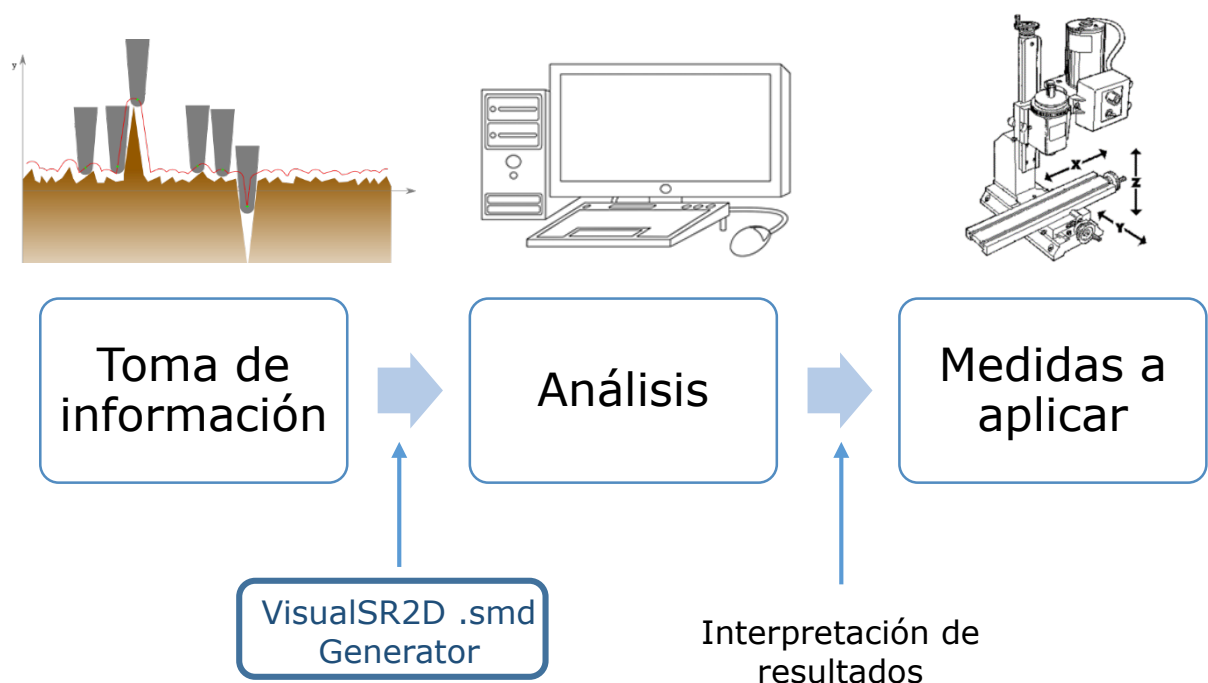 y
X
Z
Y
Toma de
información
Análisis
Medidas a
aplicar
VisualSR2D .smd
Generator
Interpretación de
resultados